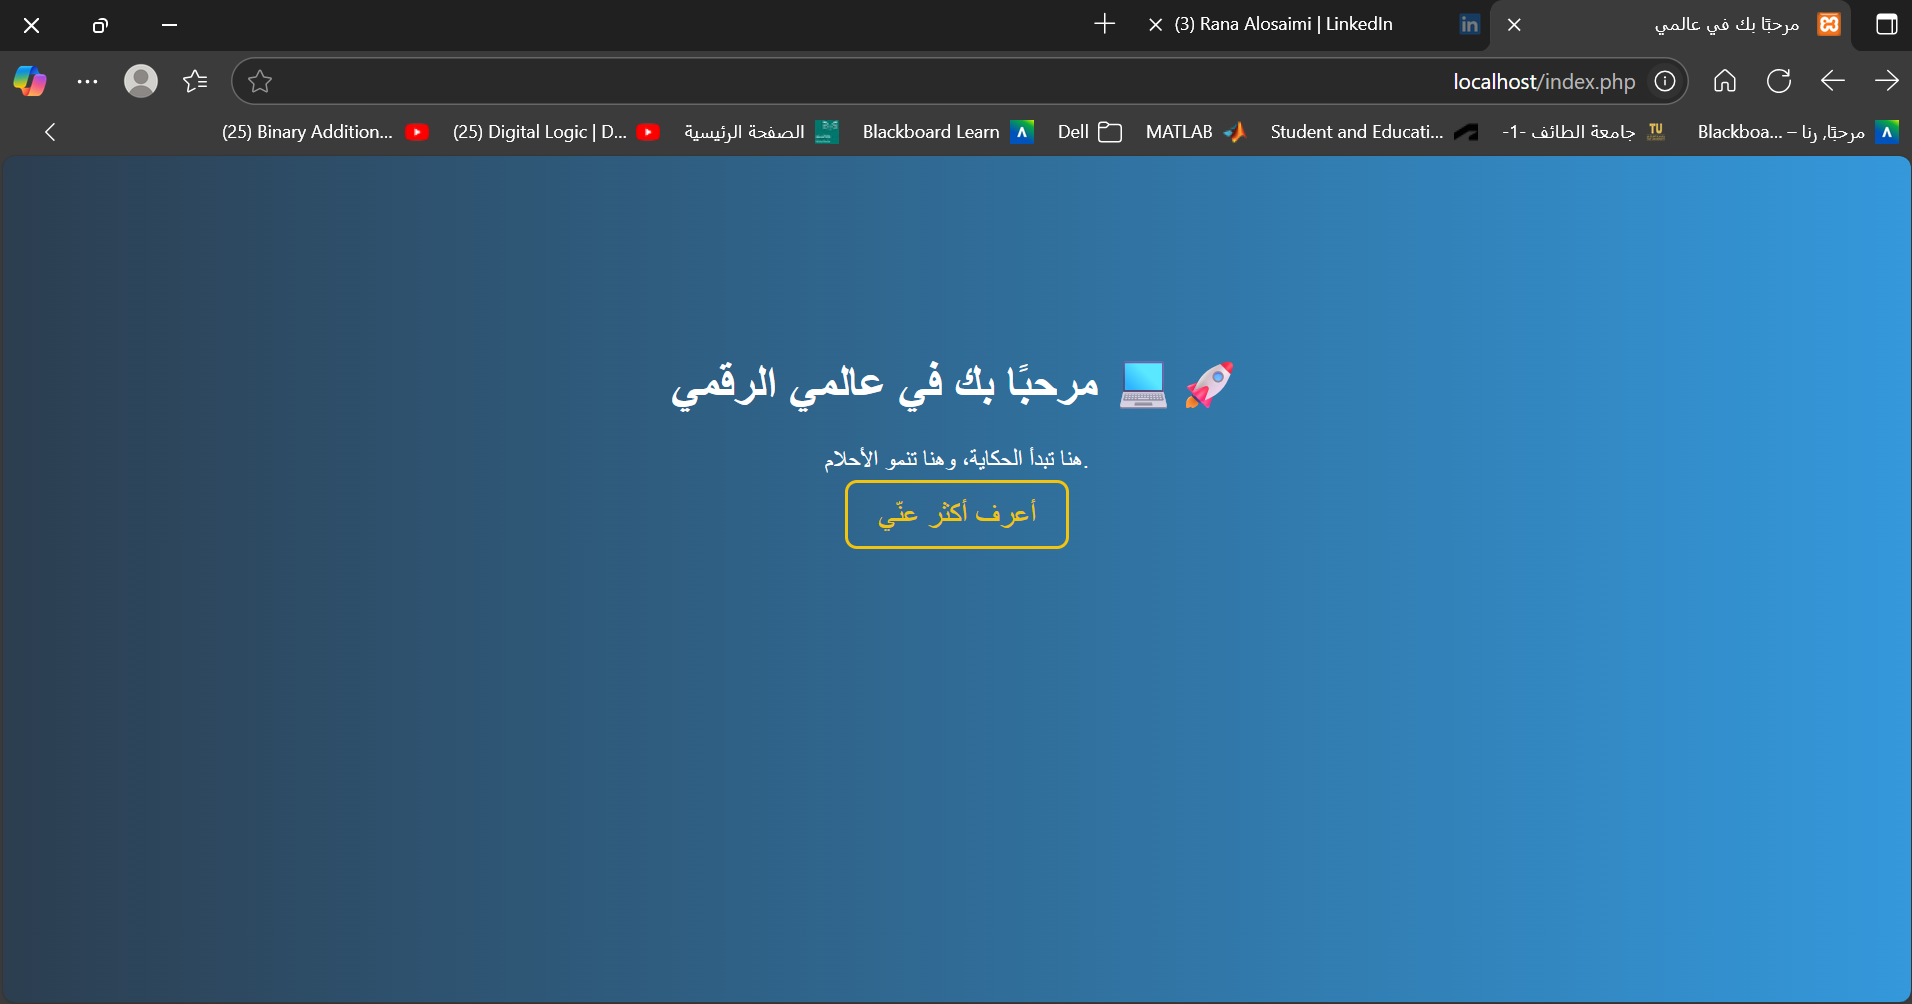 مرحبًا بك في عالمي
(3) Rana Alosaimi | LinkedIn
localhost/index.php
مرحبًا, رنا – Blackboa...
جامعة الطائف -1-
Student and Educati...
MATLAB
Dell
Blackboard Learn
الصفحة الرئيسية
(25) Digital Logic | D...
(25) Binary Addition...
مرحبًا بك في عالمي الرقمي 💻 🚀
هنا تبدأ الحكاية، وهنا تنمو الأحلام.
أعرف أكثر عنّي